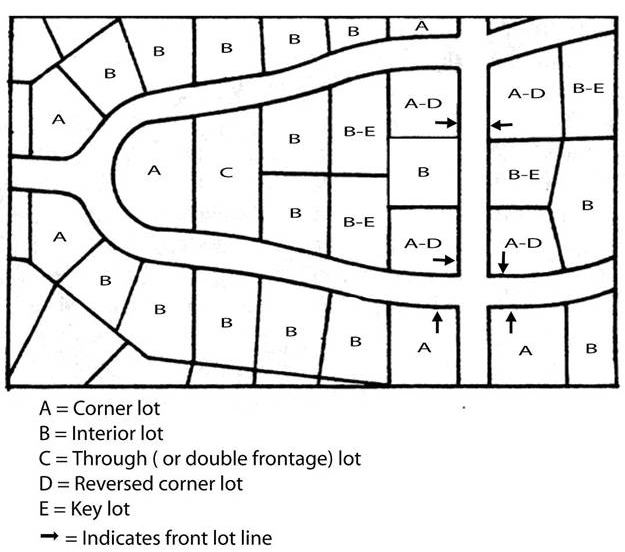 A
B
B
B
B
B
A-D
A-D
B-E
A
B
B-E
A
C
B
B-E
B
B
B-E
B
A
A-D
A-D
B
B
B
B
B
A
A
B
A = Corner lot
B = Interior lot
C = Through ( or double frontage) lot
D = Reversed corner lot
E = Key lot
→ = Indicates front lot line